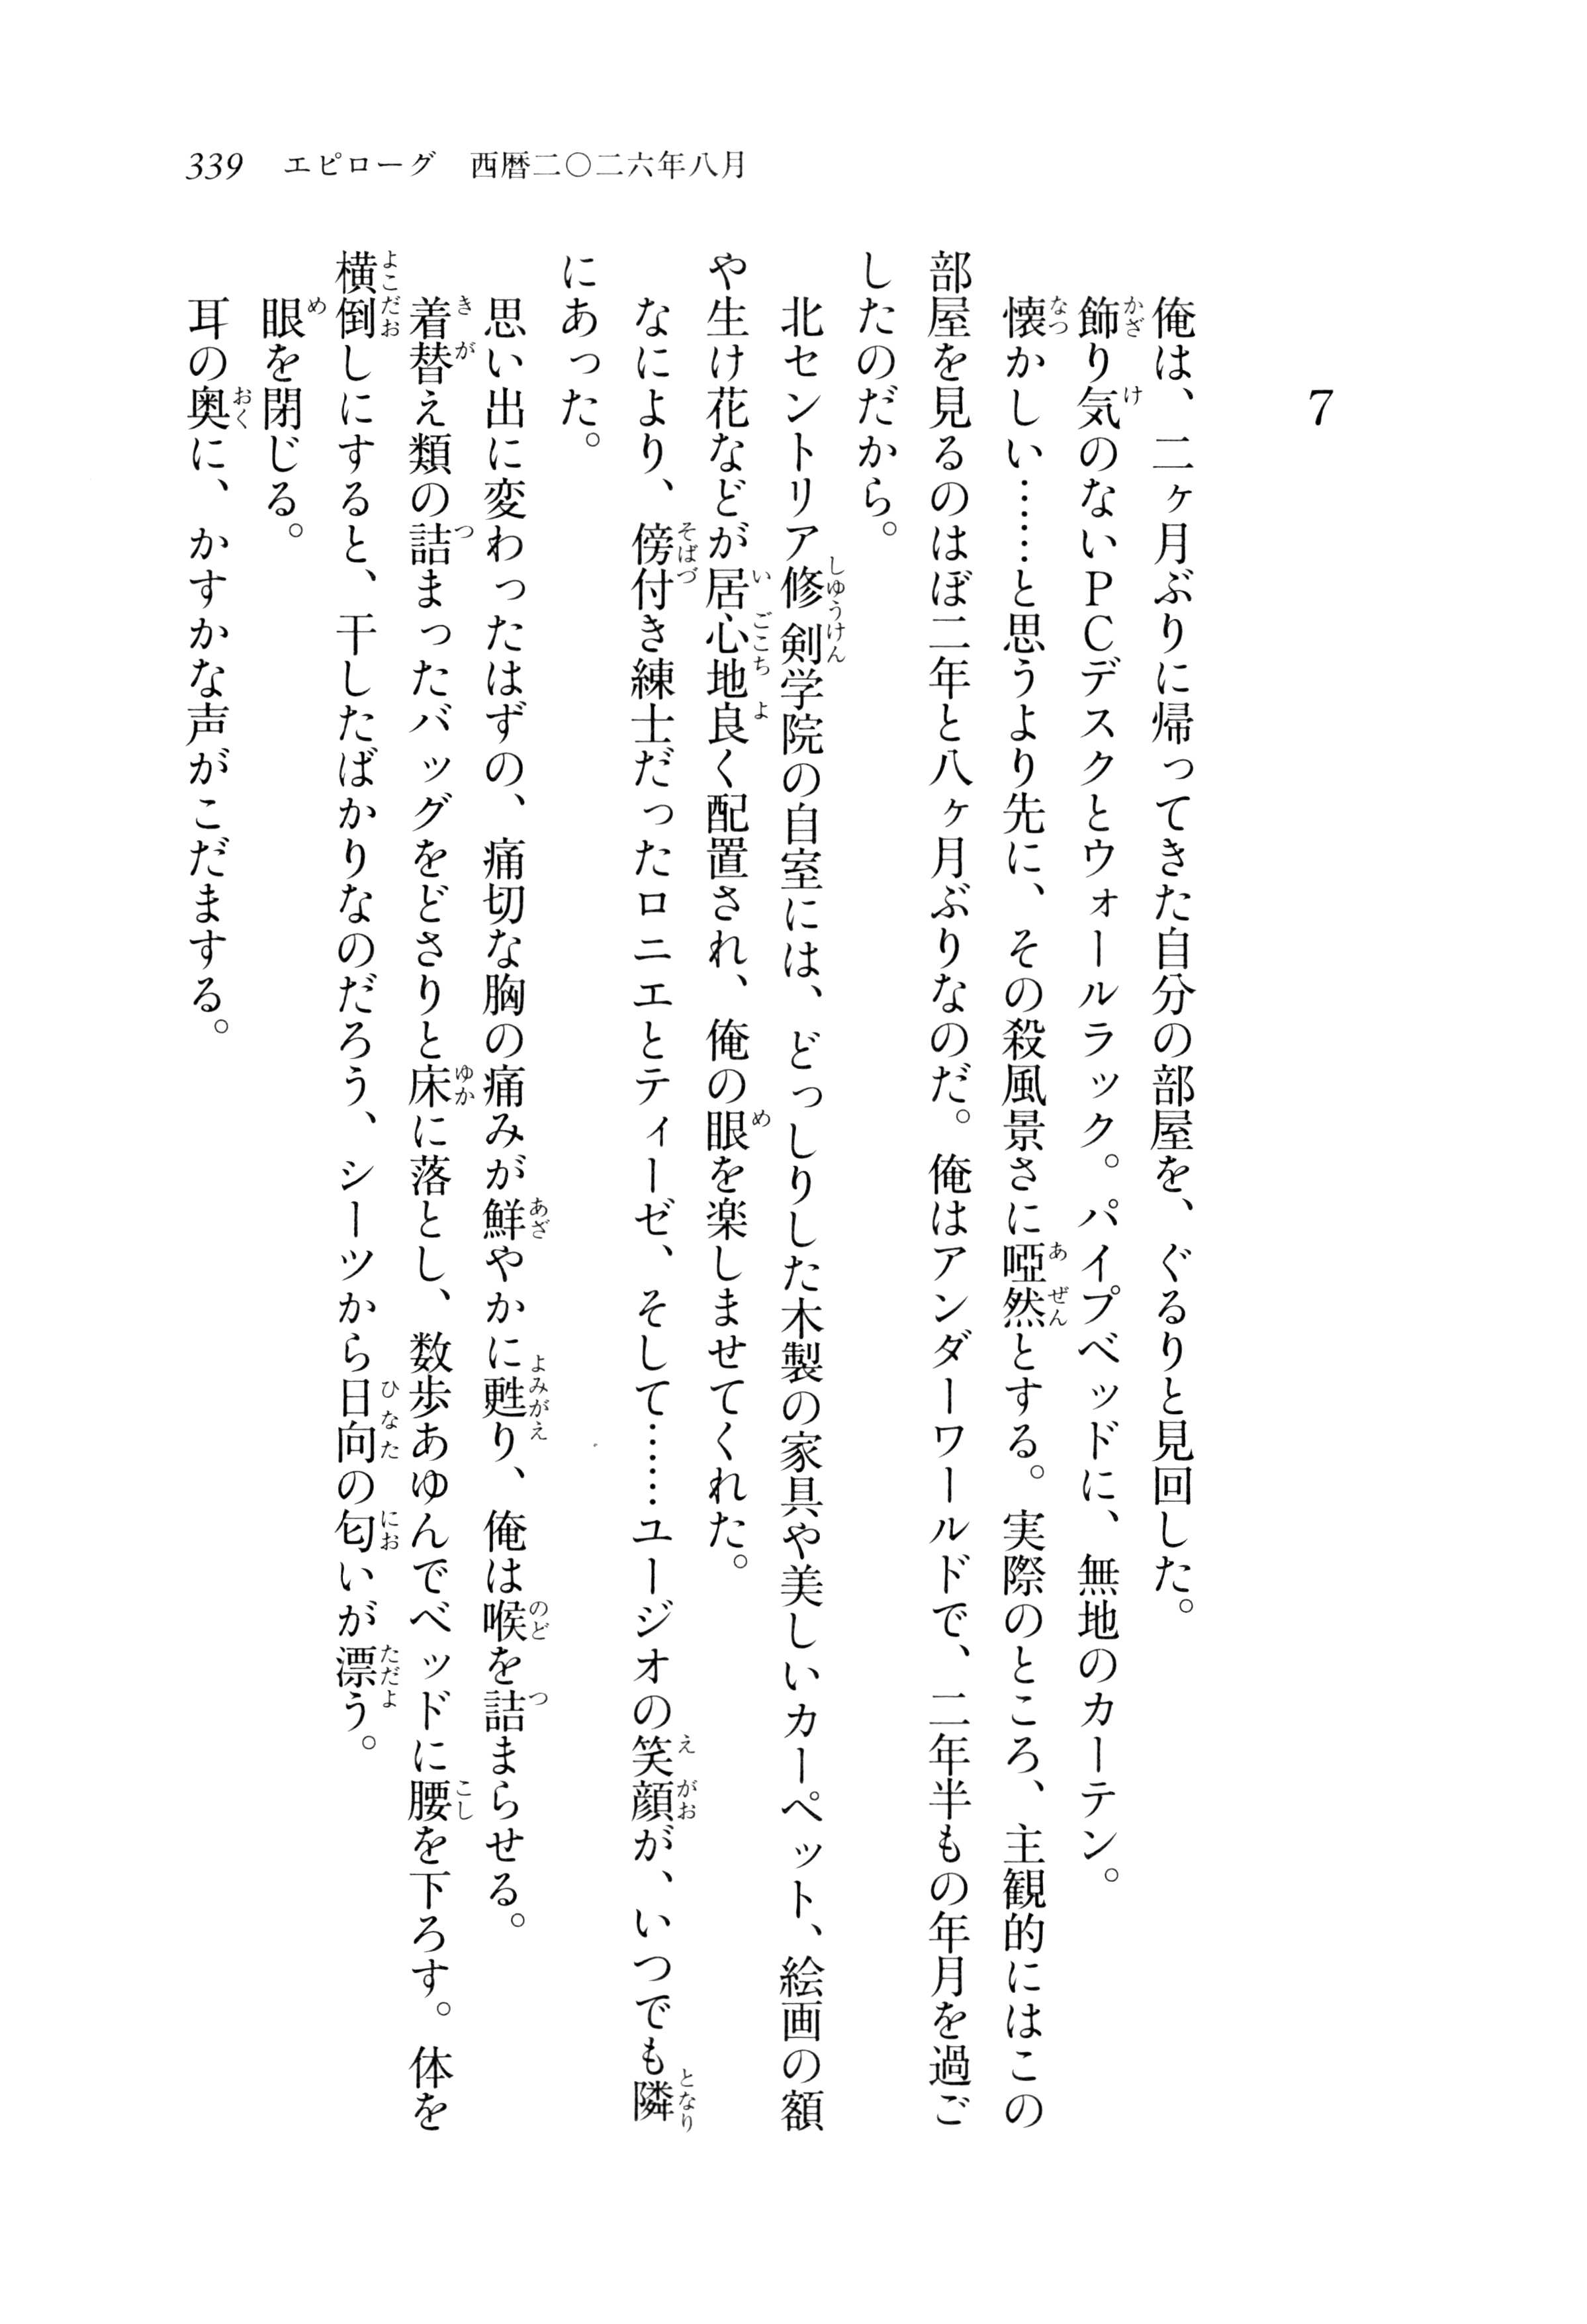 339 エピローグ 西暦二〇二六年八月
7
俺は、二ヶ月ぶりに帰ってきた自分の部屋を、ぐるりと見回した。
飾り気のないPCデスクとウォールラック。パイプベッドに、無地のカーテン。
懐かしい……と思うより先に、その殺風景さに啞然とする。実際のところ、主観的にはこの
部屋を見るのはほぼ二年と八ヶ月ぶりなのだ。俺はアンダーワールドで、二年半もの年月を過ご
したのだから。
北セントリア修剣学院の自室には、どっしりした木製の家具や美しいカーペット、絵画の額
や生け花などが居心地良く配置され、俺の眼を楽しませてくれた。
なにより、傍付き練士だったロニエとティーゼ、そして……ユージオの笑顔が、いつでも隣
にあった。
思い出に変わったはずの、痛切な胸の痛みが鮮やかに甦り、俺は喉を詰まらせる。
着替え類の詰まったバッグをどさりと床に落とし、数歩あゆんでベッドに腰を下ろす。体を
横倒しにすると、干したばかりなのだろう、シーツから日向の匂いが漂う。
眼を閉じる。
耳の奥に、かすかな声がこだまする。